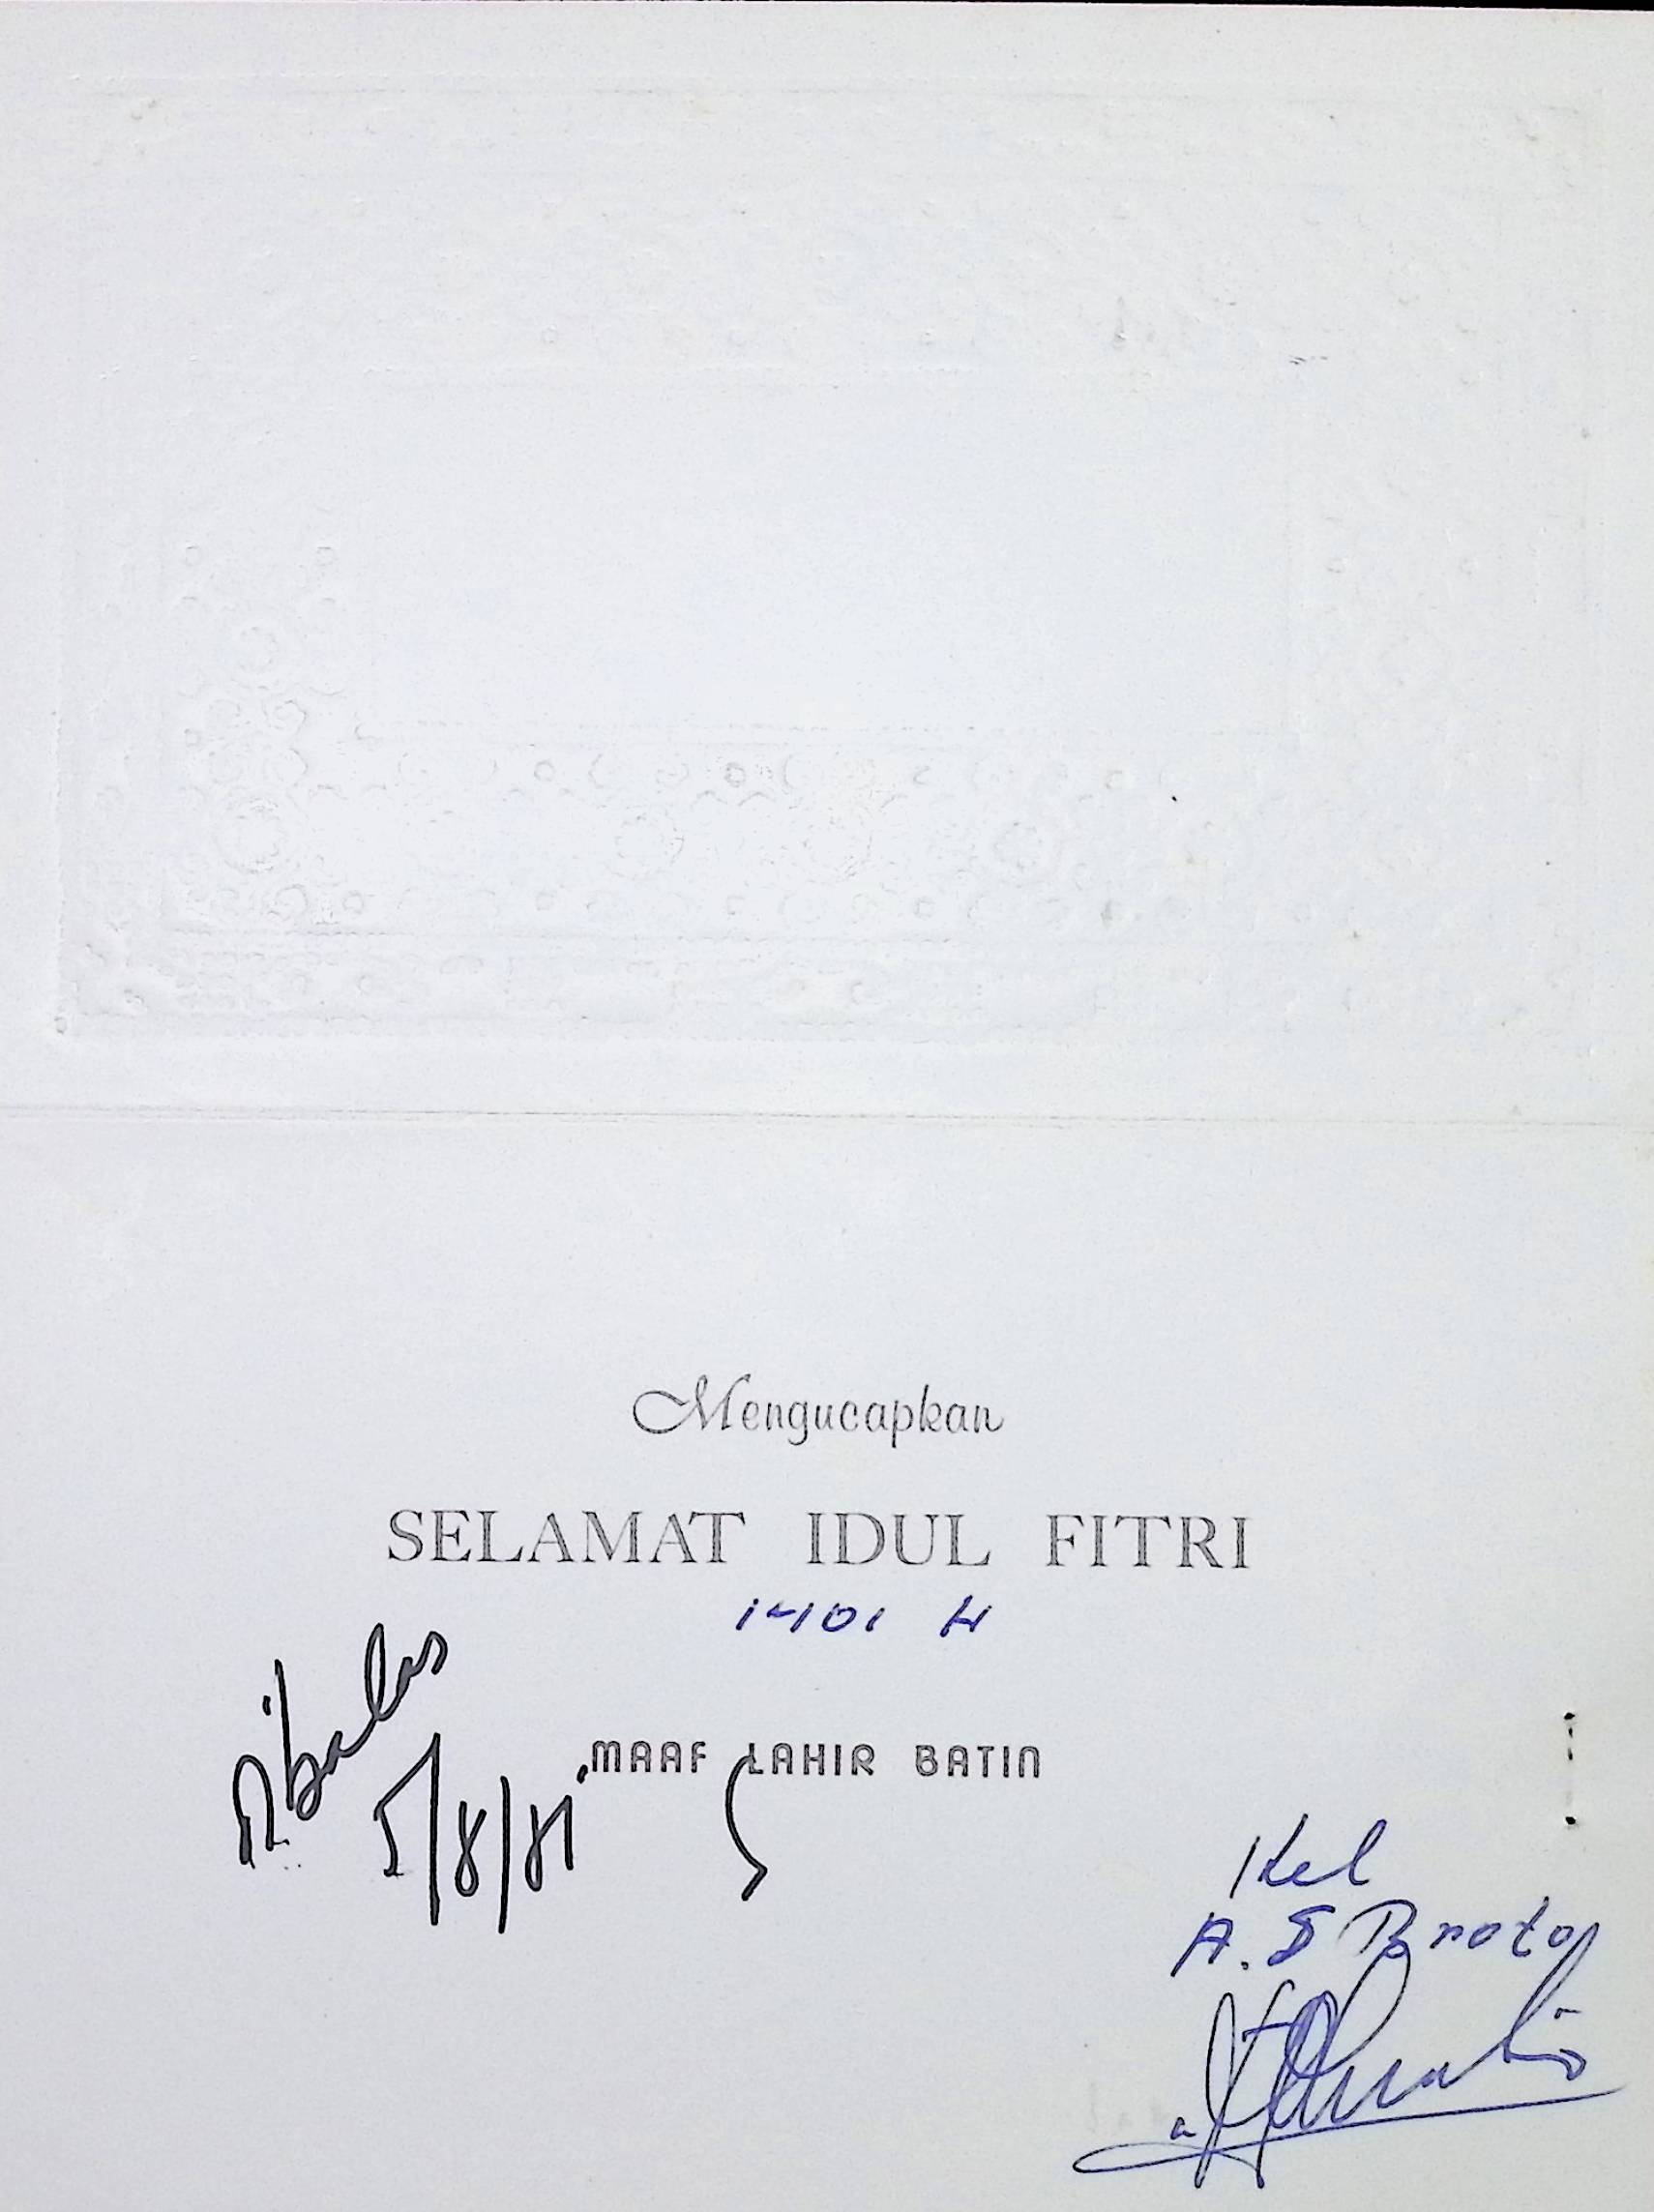 Mengucapkan
SELAMAT IDUL FITRI
1401 H
Dibalas
5/8/81
MAAF LAHIR BATIN
Kel
A. S Broto